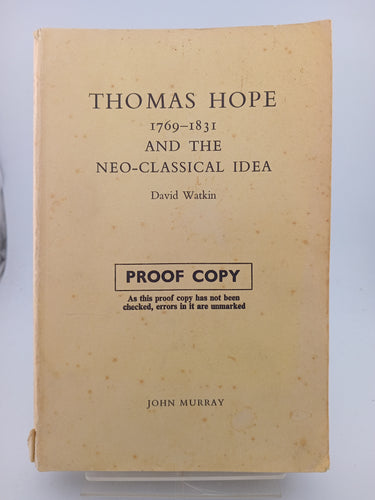 THOMAS HOPE
1769–1831
AND THE
NEO-CLASSICAL IDEA
David Watkin
PROOF COPY
As this proof copy has not been
checked, errors in it are unmarked
JOHN MURRAY